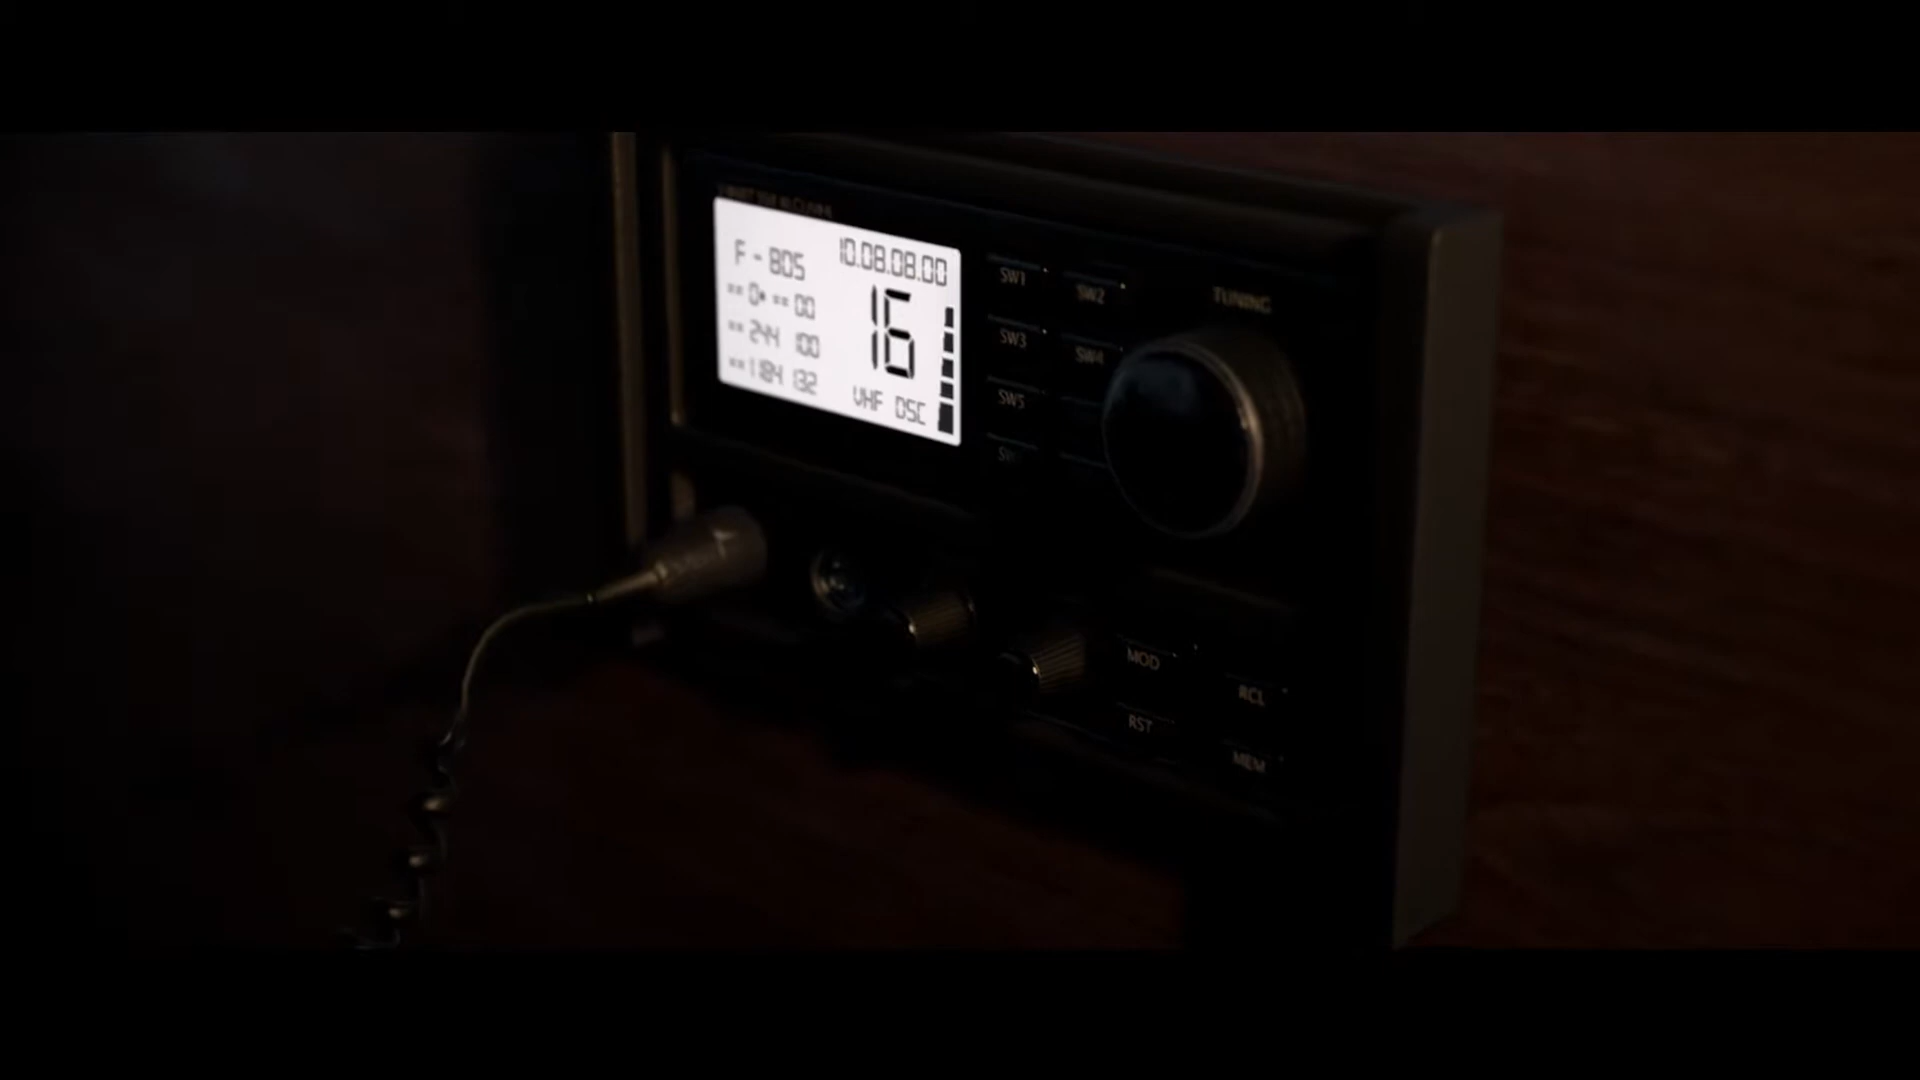 F - 805
10.08.08.00
16
== 0• == 00
== 244 100
== 1184 132
VHF DSC
SW1
SW2
SW3
SW4
SW5
TUNING
MOD
RCL
RST
MEM